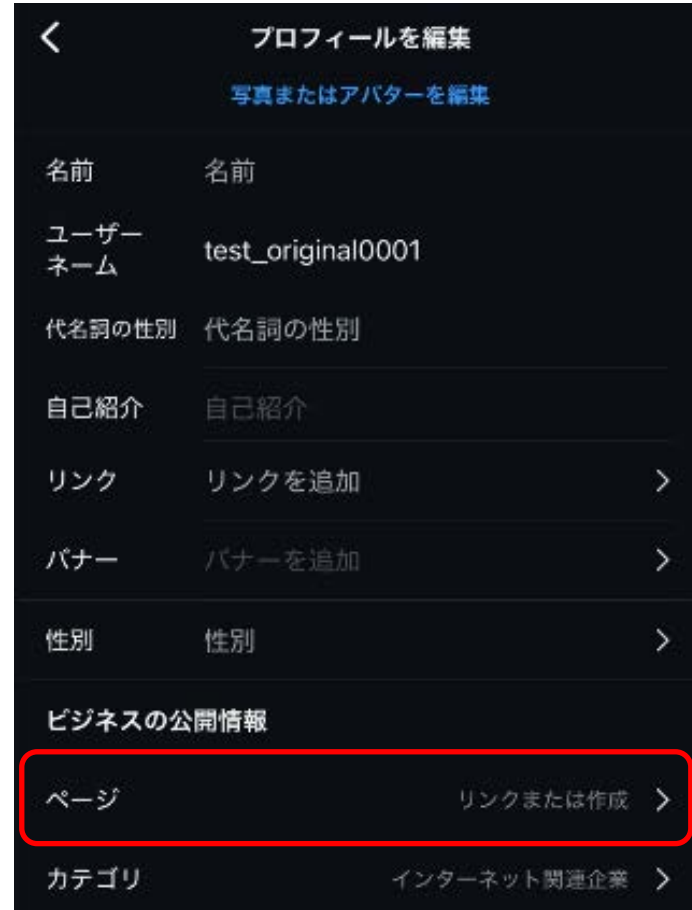 プロフィールを編集
写真またはアバターを編集
名前 名前
ユーザー
ネーム test_original0001
代名詞の性別 代名詞の性別
自己紹介 自己紹介
リンク リンクを追加
バナー バナーを追加
性別 性別
ビジネスの公開情報
ページ リンクまたは作成
カテゴリ インターネット関連企業